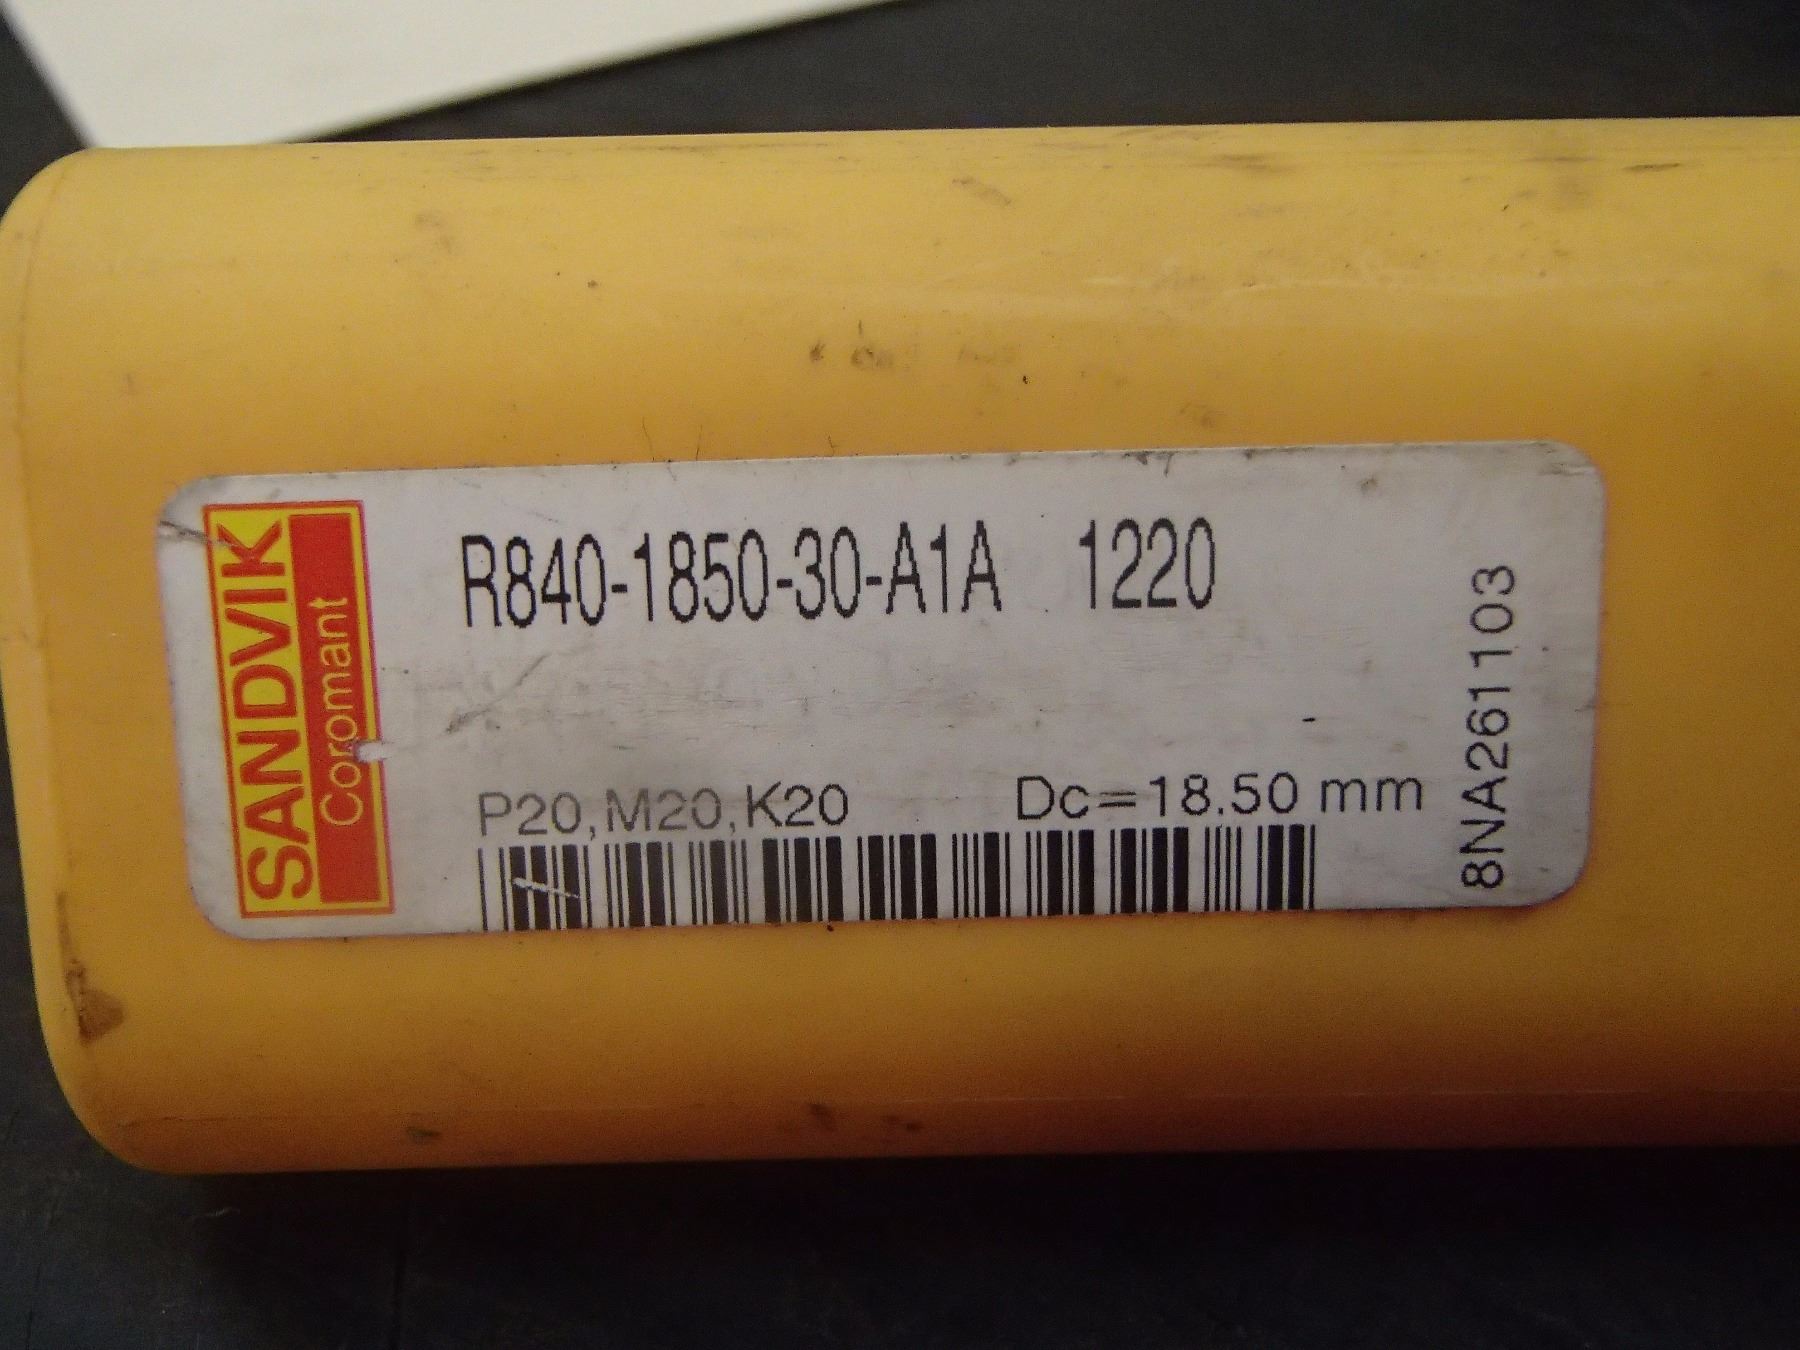 SANDVIK
Coromant
R840-1850-30-A1A 1220
P20,M20,K20 Dc=18.50 mm
8NA261103